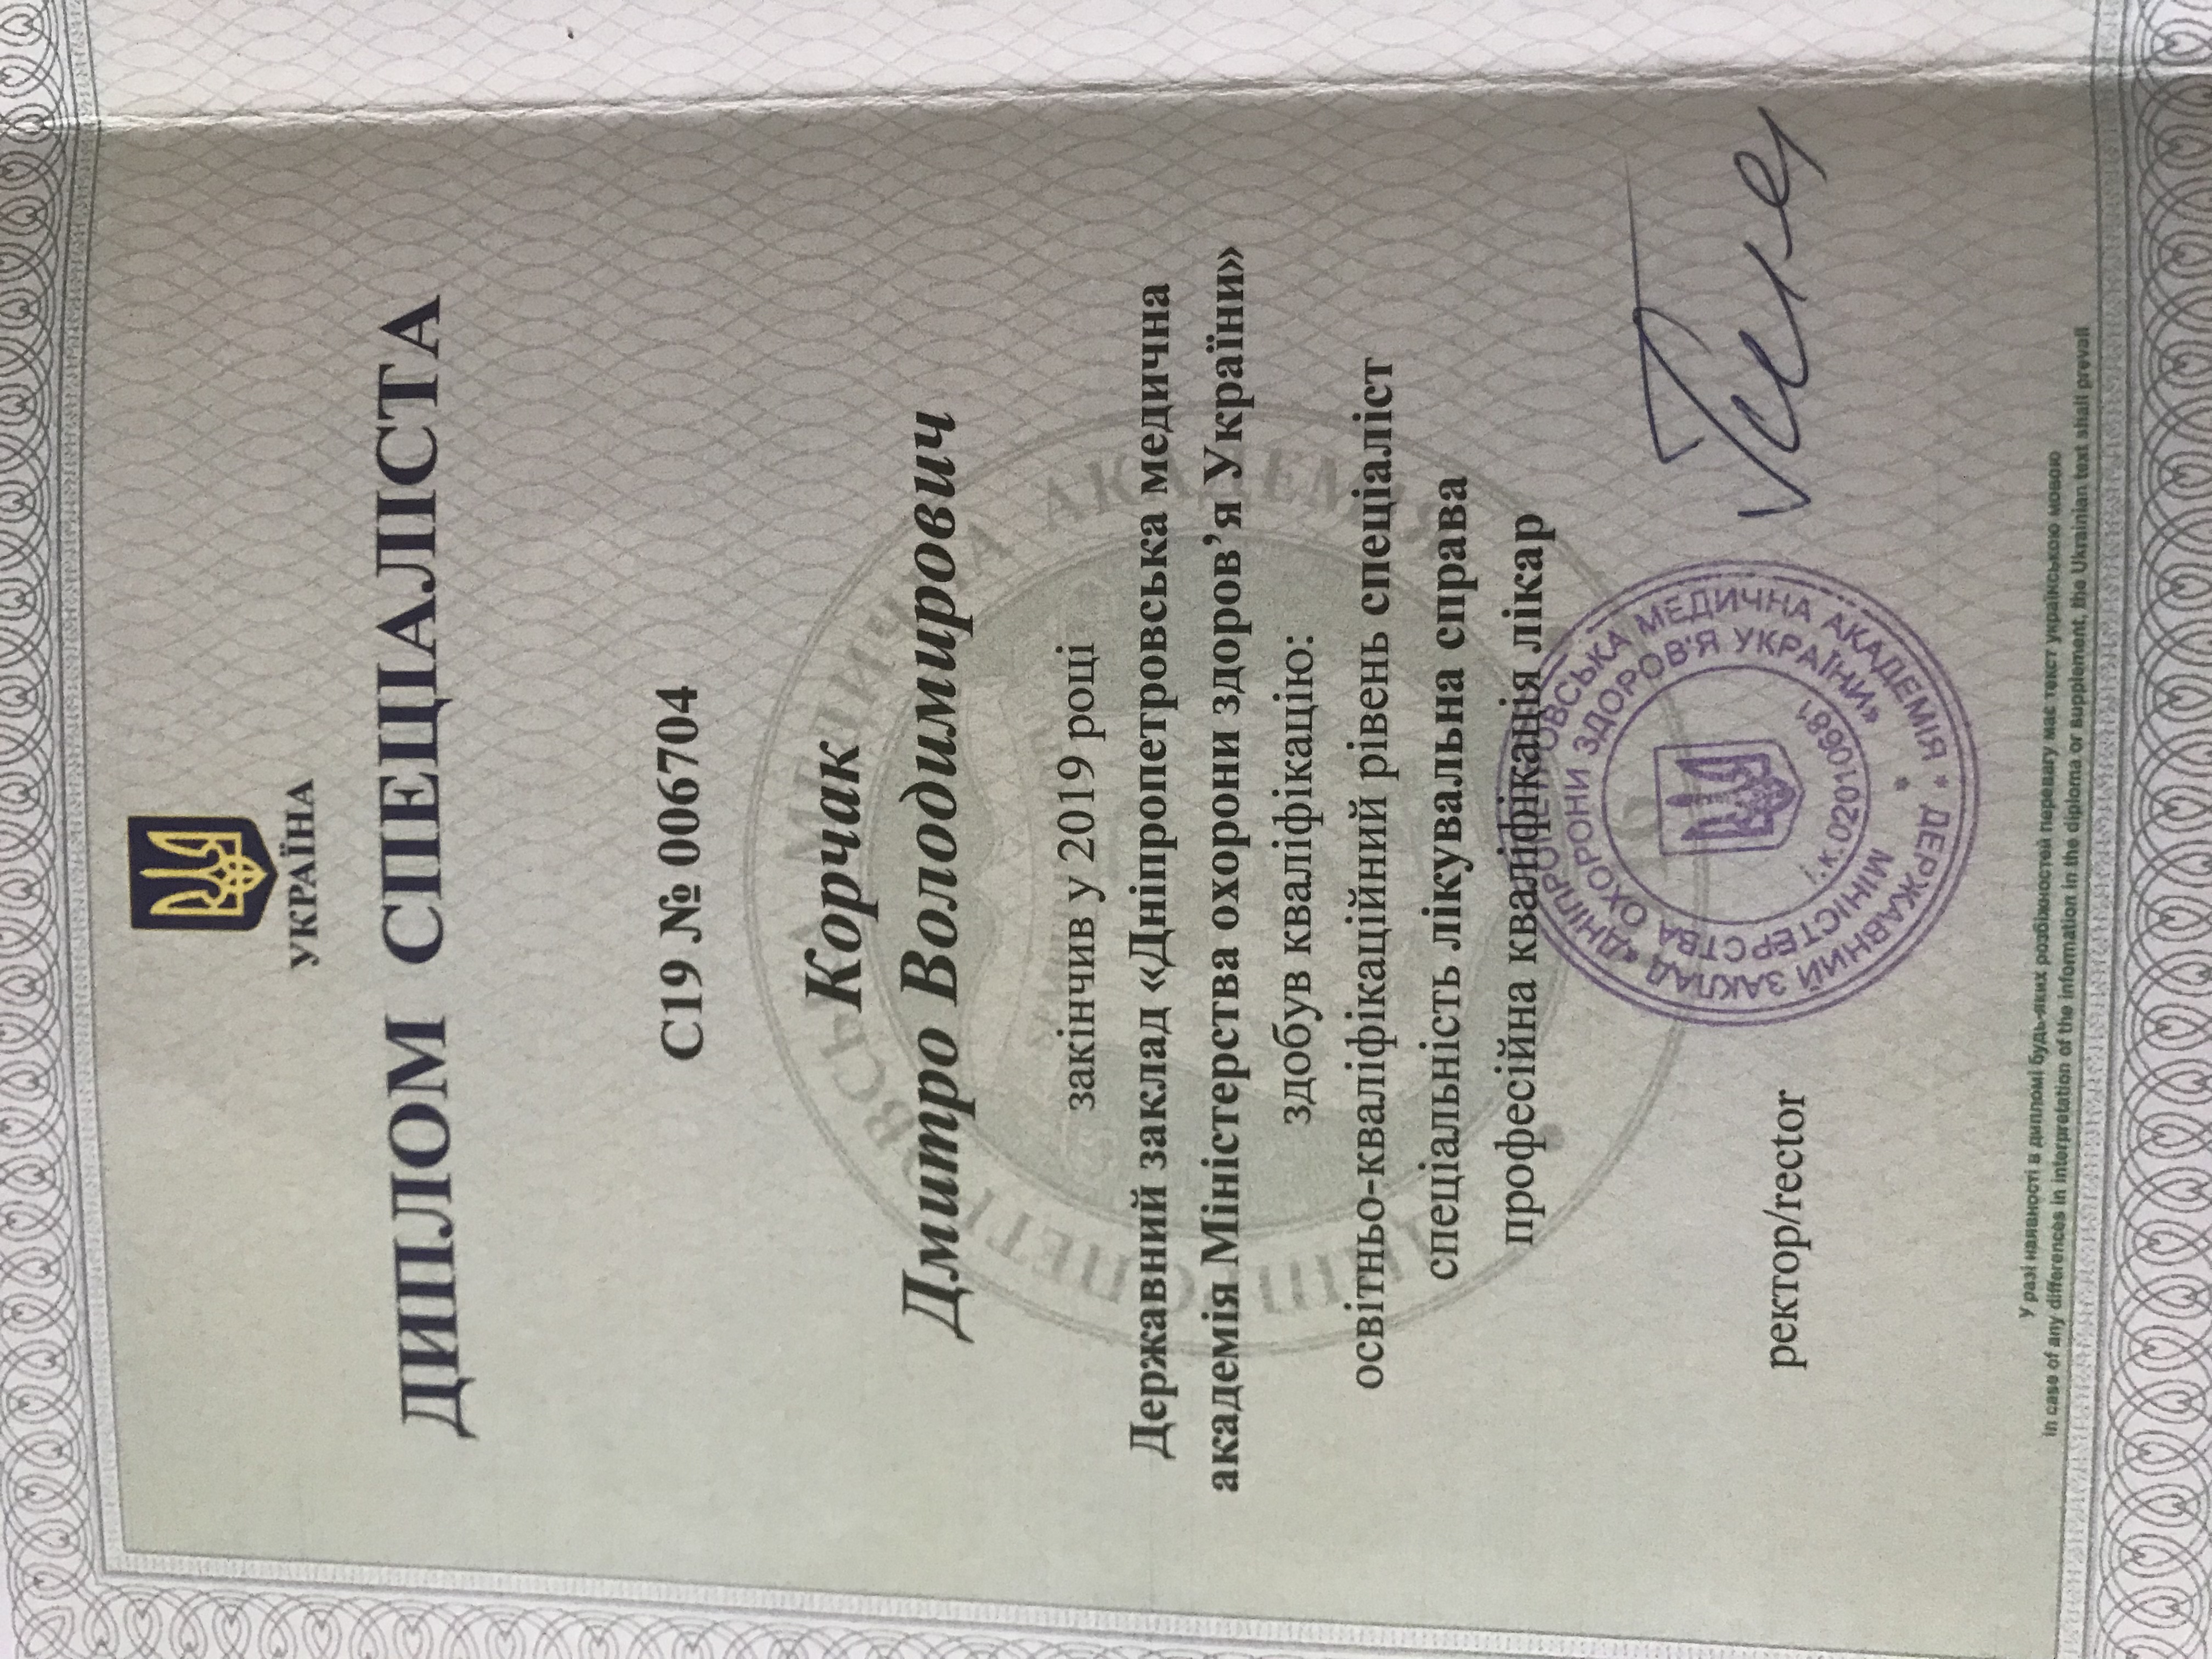 УКРАЇНА
ДИПЛОМ СПЕЦІАЛІСТА
С19 № 006704
Корчак
Дмитро Володимирович
закінчив у 2019 році
Державний заклад «Дніпропетровська медична
академія Міністерства охорони здоров’я України»
здобув кваліфікацію:
освітньо-кваліфікаційний рівень спеціаліст
спеціальність лікувальна справа
професійна кваліфікація лікар
ректор/rector
ДЕРЖАВНИЙ ЗАКЛАД «ДНІПРОПЕТРОВСЬКА МЕДИЧНА АКАДЕМІЯ
МІНІСТЕРСТВА ОХОРОНИ ЗДОРОВ'Я УКРАЇНИ»
і.к. 02010681
У разі наявності в дипломі будь-яких розбіжностей перевагу має текст українською мовою
in case of any differences in interpretation of the information in the diploma or supplement, the Ukrainian text shall prevail